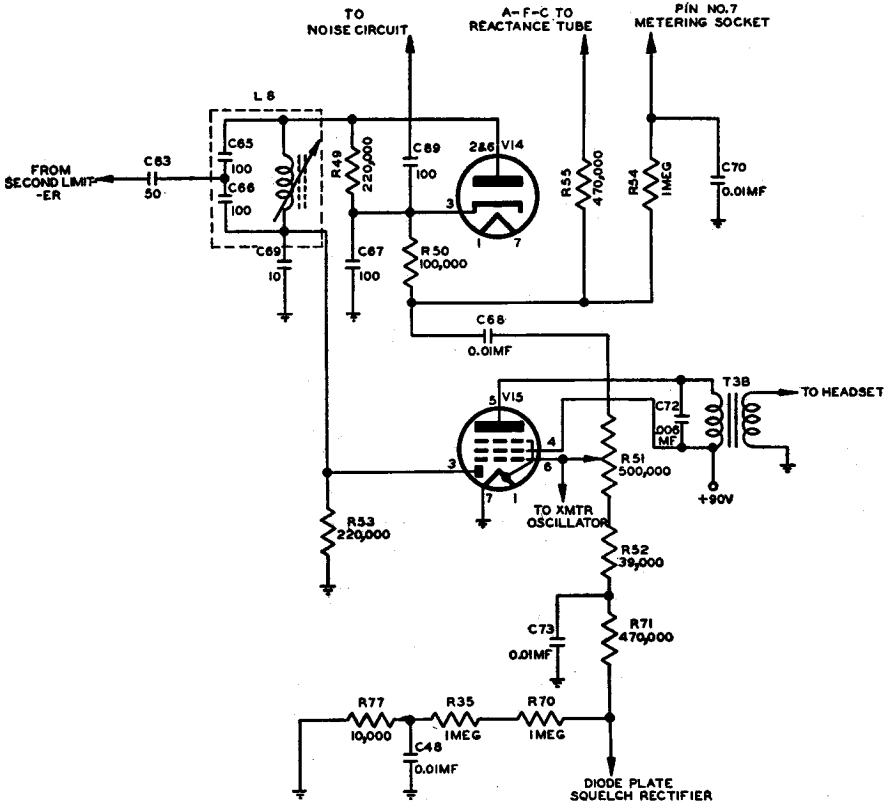 TO
NOISE CIRCUIT
A-F-C TO
REACTANCE TUBE
PIN NO.7
METERING SOCKET
L8
C65
100
C66
100
C63
50
FROM
SECOND LIMIT-
-ER
R49
220,000
C89
100
2&6
V14
3
1
7
R55
470,000
R54
1MEG
C70
0.01MF
C69
10
C67
100
R50
100,000
C68
0.01MF
5
V15
4
3
6
7
1
C72
.006
MF
T3B
TO HEADSET
+90V
R51
500,000
TO XMTR
OSCILLATOR
R53
220,000
R52
39,000
C73
0.01MF
R71
470,000
R77
10,000
R35
1MEG
R70
1MEG
C48
0.01MF
DIODE PLATE
SQUELCH RECTIFIER